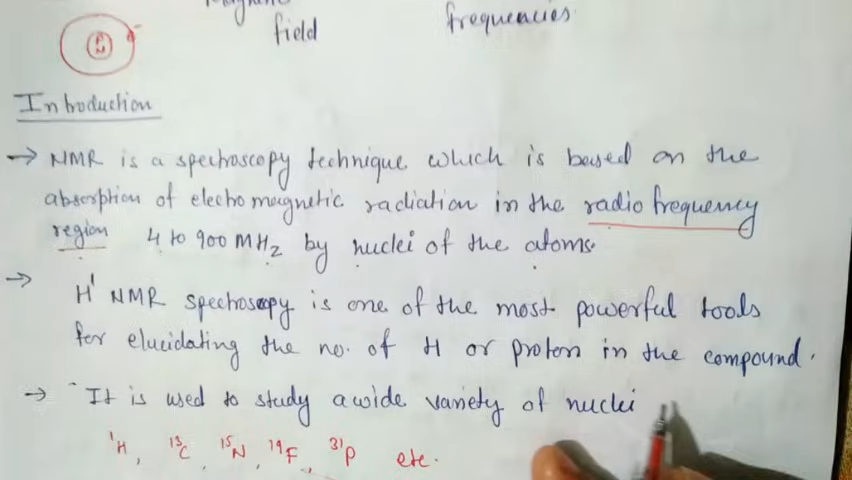 field
frequencies
Introduction
→ NMR is a spectroscopy technique which is based on the
absorption of electromagnetic radiation in the radio frequency
region 4 to 900 MHz by nuclei of the atoms.
→ H¹ NMR spectroscopy is one of the most powerful tools
for elucidating the no. of H or proton in the compound.
→ It is used to study a wide variety of nuclei
¹H, ¹³C, ¹⁵N, ¹⁹F, ³¹P etc.